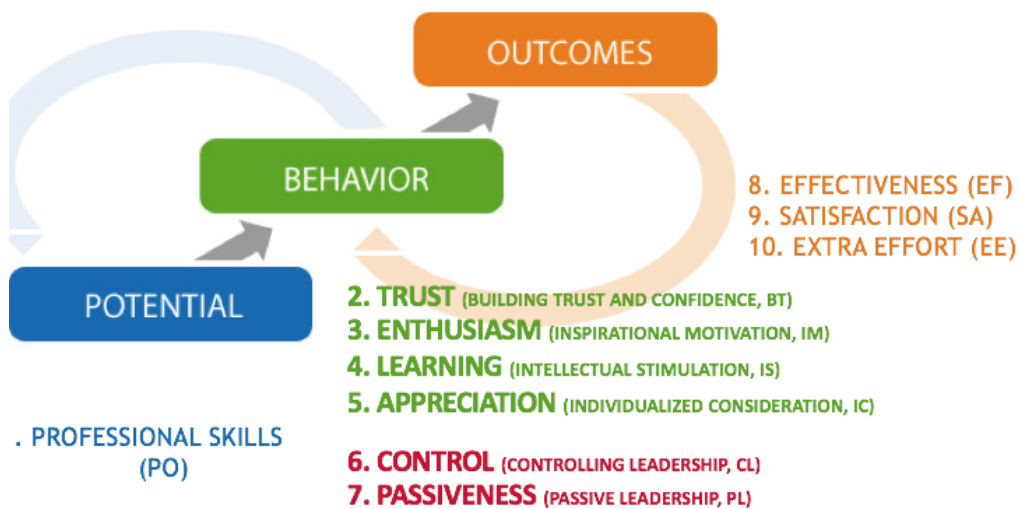 OUTCOMES
BEHAVIOR
POTENTIAL
8. EFFECTIVENESS (EF)
9. SATISFACTION (SA)
10. EXTRA EFFORT (EE)
2. TRUST (BUILDING TRUST AND CONFIDENCE, BT)
3. ENTHUSIASM (INSPIRATIONAL MOTIVATION, IM)
4. LEARNING (INTELLECTUAL STIMULATION, IS)
5. APPRECIATION (INDIVIDUALIZED CONSIDERATION, IC)
. PROFESSIONAL SKILLS
(PO)
6. CONTROL (CONTROLLING LEADERSHIP, CL)
7. PASSIVENESS (PASSIVE LEADERSHIP, PL)